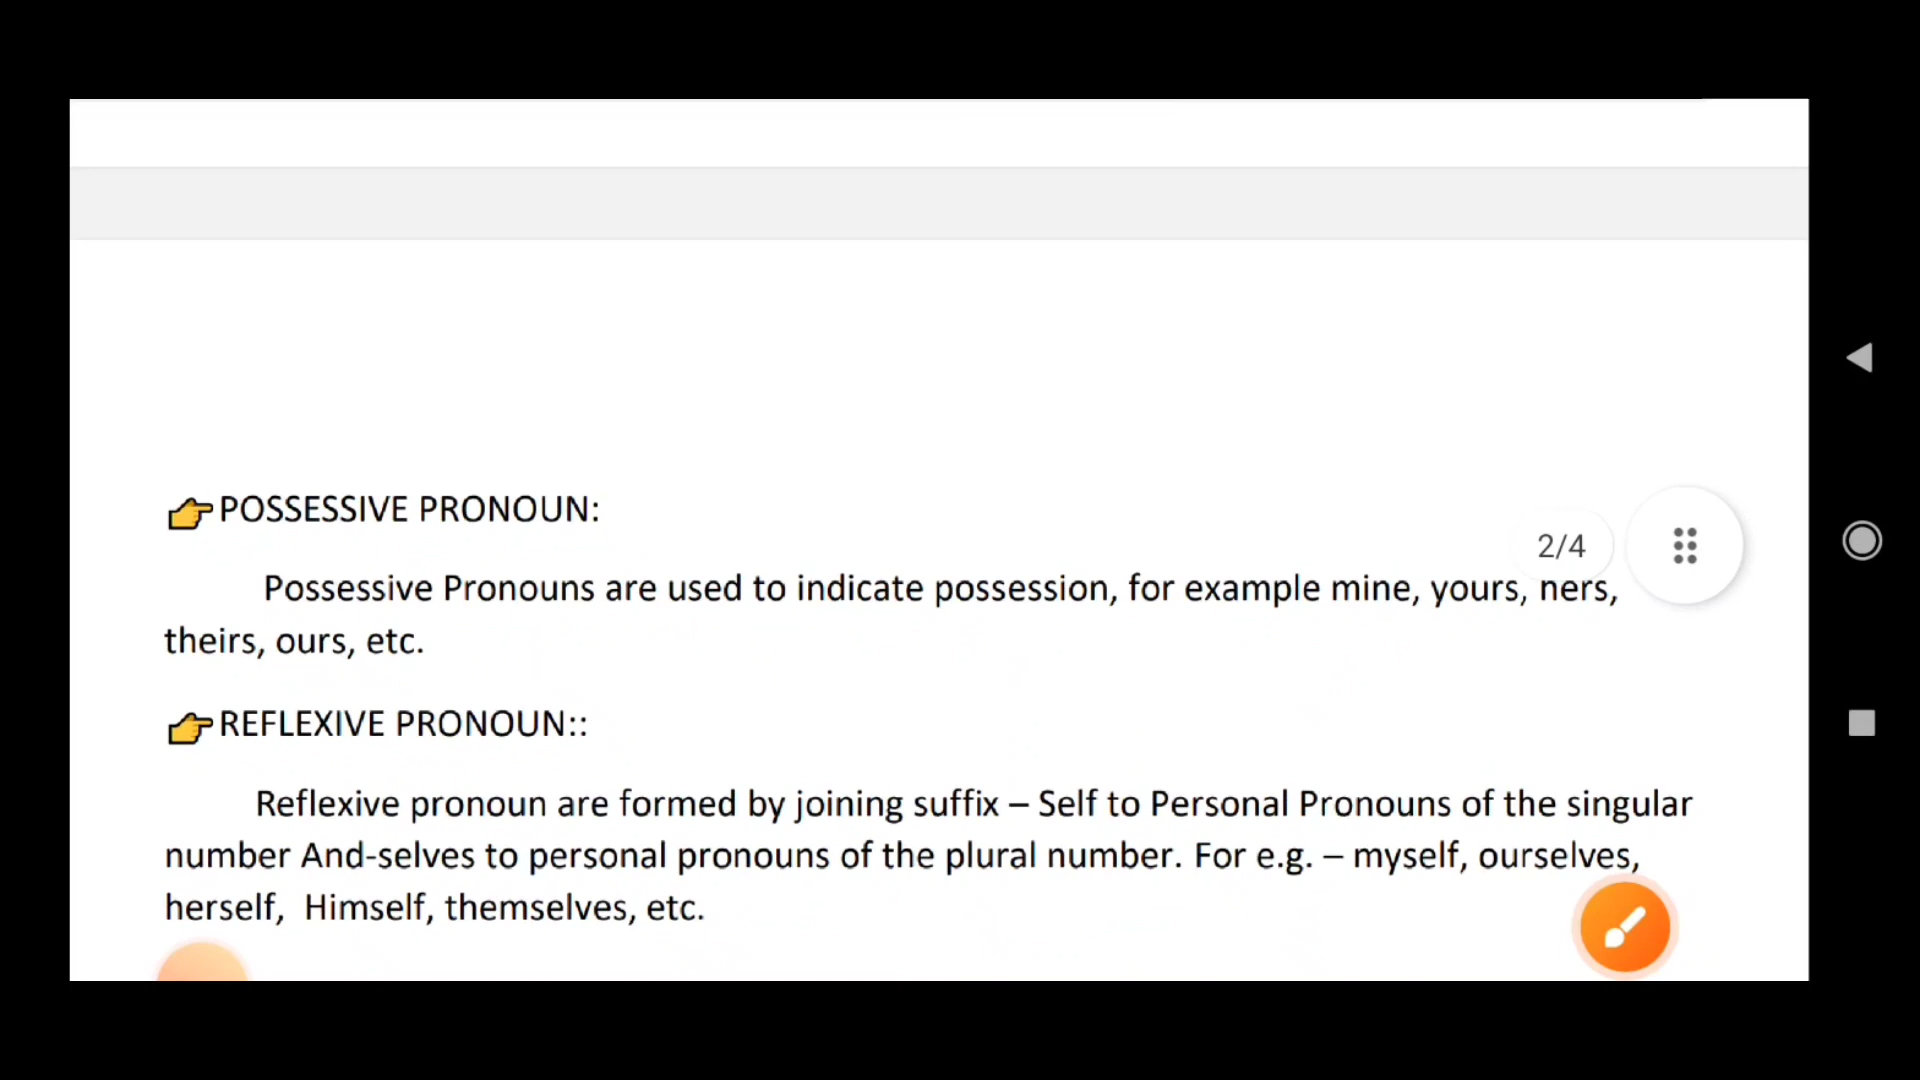 👉POSSESSIVE PRONOUN:
2/4
Possessive Pronouns are used to indicate possession, for example mine, yours, hers,
theirs, ours, etc.
👉REFLEXIVE PRONOUN::
Reflexive pronoun are formed by joining suffix – Self to Personal Pronouns of the singular
number And-selves to personal pronouns of the plural number. For e.g. – myself, ourselves,
herself,  Himself, themselves, etc.